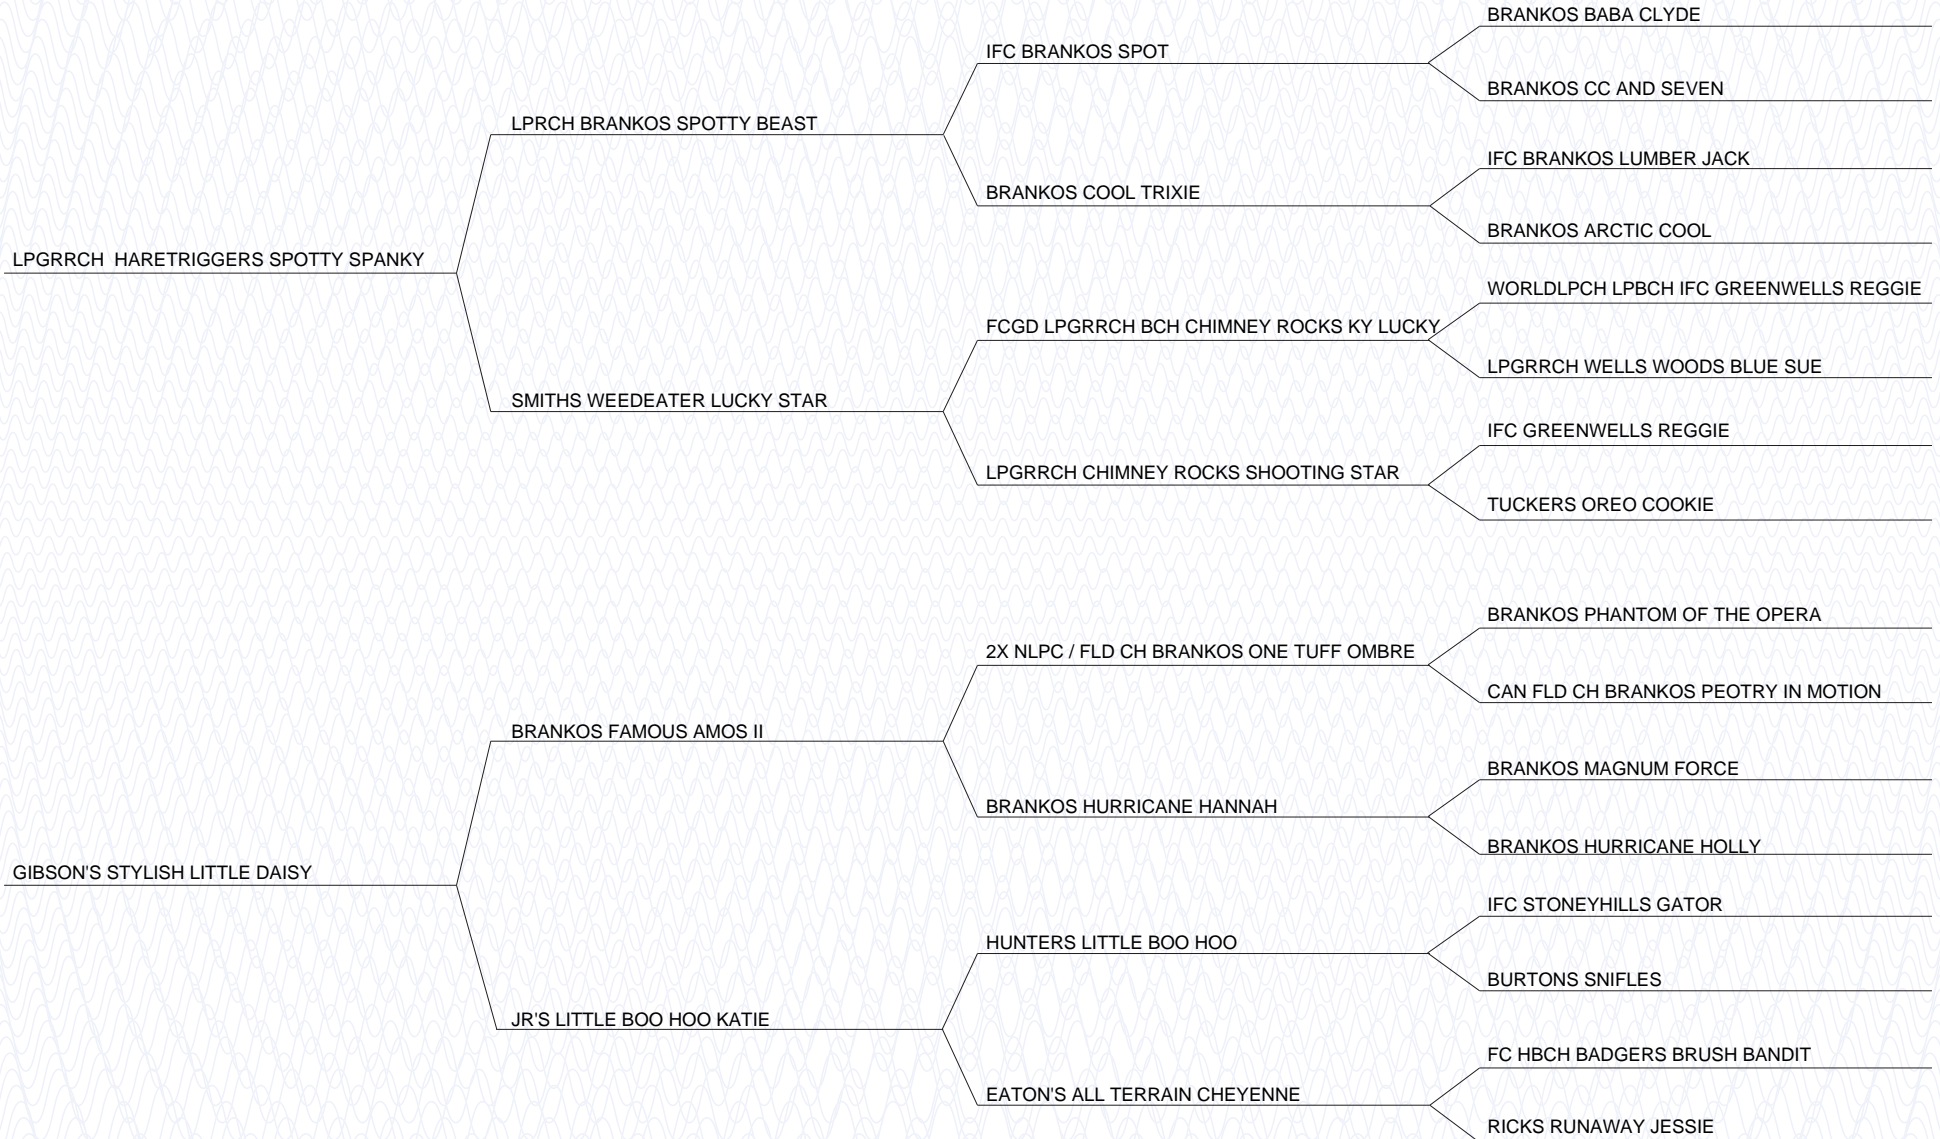 BRANKOS BABA CLYDE
IFC BRANKOS SPOT
BRANKOS CC AND SEVEN
LPRCH BRANKOS SPOTTY BEAST
IFC BRANKOS LUMBER JACK
BRANKOS COOL TRIXIE
BRANKOS ARCTIC COOL
LPGRRCH  HARETRIGGERS SPOTTY SPANKY
WORLDLPCH LPBCH IFC GREENWELLS REGGIE
FCGD LPGRRCH BCH CHIMNEY ROCKS KY LUCKY
LPGRRCH WELLS WOODS BLUE SUE
SMITHS WEEDEATER LUCKY STAR
IFC GREENWELLS REGGIE
LPGRRCH CHIMNEY ROCKS SHOOTING STAR
TUCKERS OREO COOKIE
BRANKOS PHANTOM OF THE OPERA
2X NLPC / FLD CH BRANKOS ONE TUFF OMBRE
CAN FLD CH BRANKOS PEOTRY IN MOTION
BRANKOS FAMOUS AMOS II
BRANKOS MAGNUM FORCE
BRANKOS HURRICANE HANNAH
BRANKOS HURRICANE HOLLY
GIBSON'S STYLISH LITTLE DAISY
IFC STONEYHILLS GATOR
HUNTERS LITTLE BOO HOO
BURTONS SNIFLES
JR'S LITTLE BOO HOO KATIE
FC HBCH BADGERS BRUSH BANDIT
EATON'S ALL TERRAIN CHEYENNE
RICKS RUNAWAY JESSIE